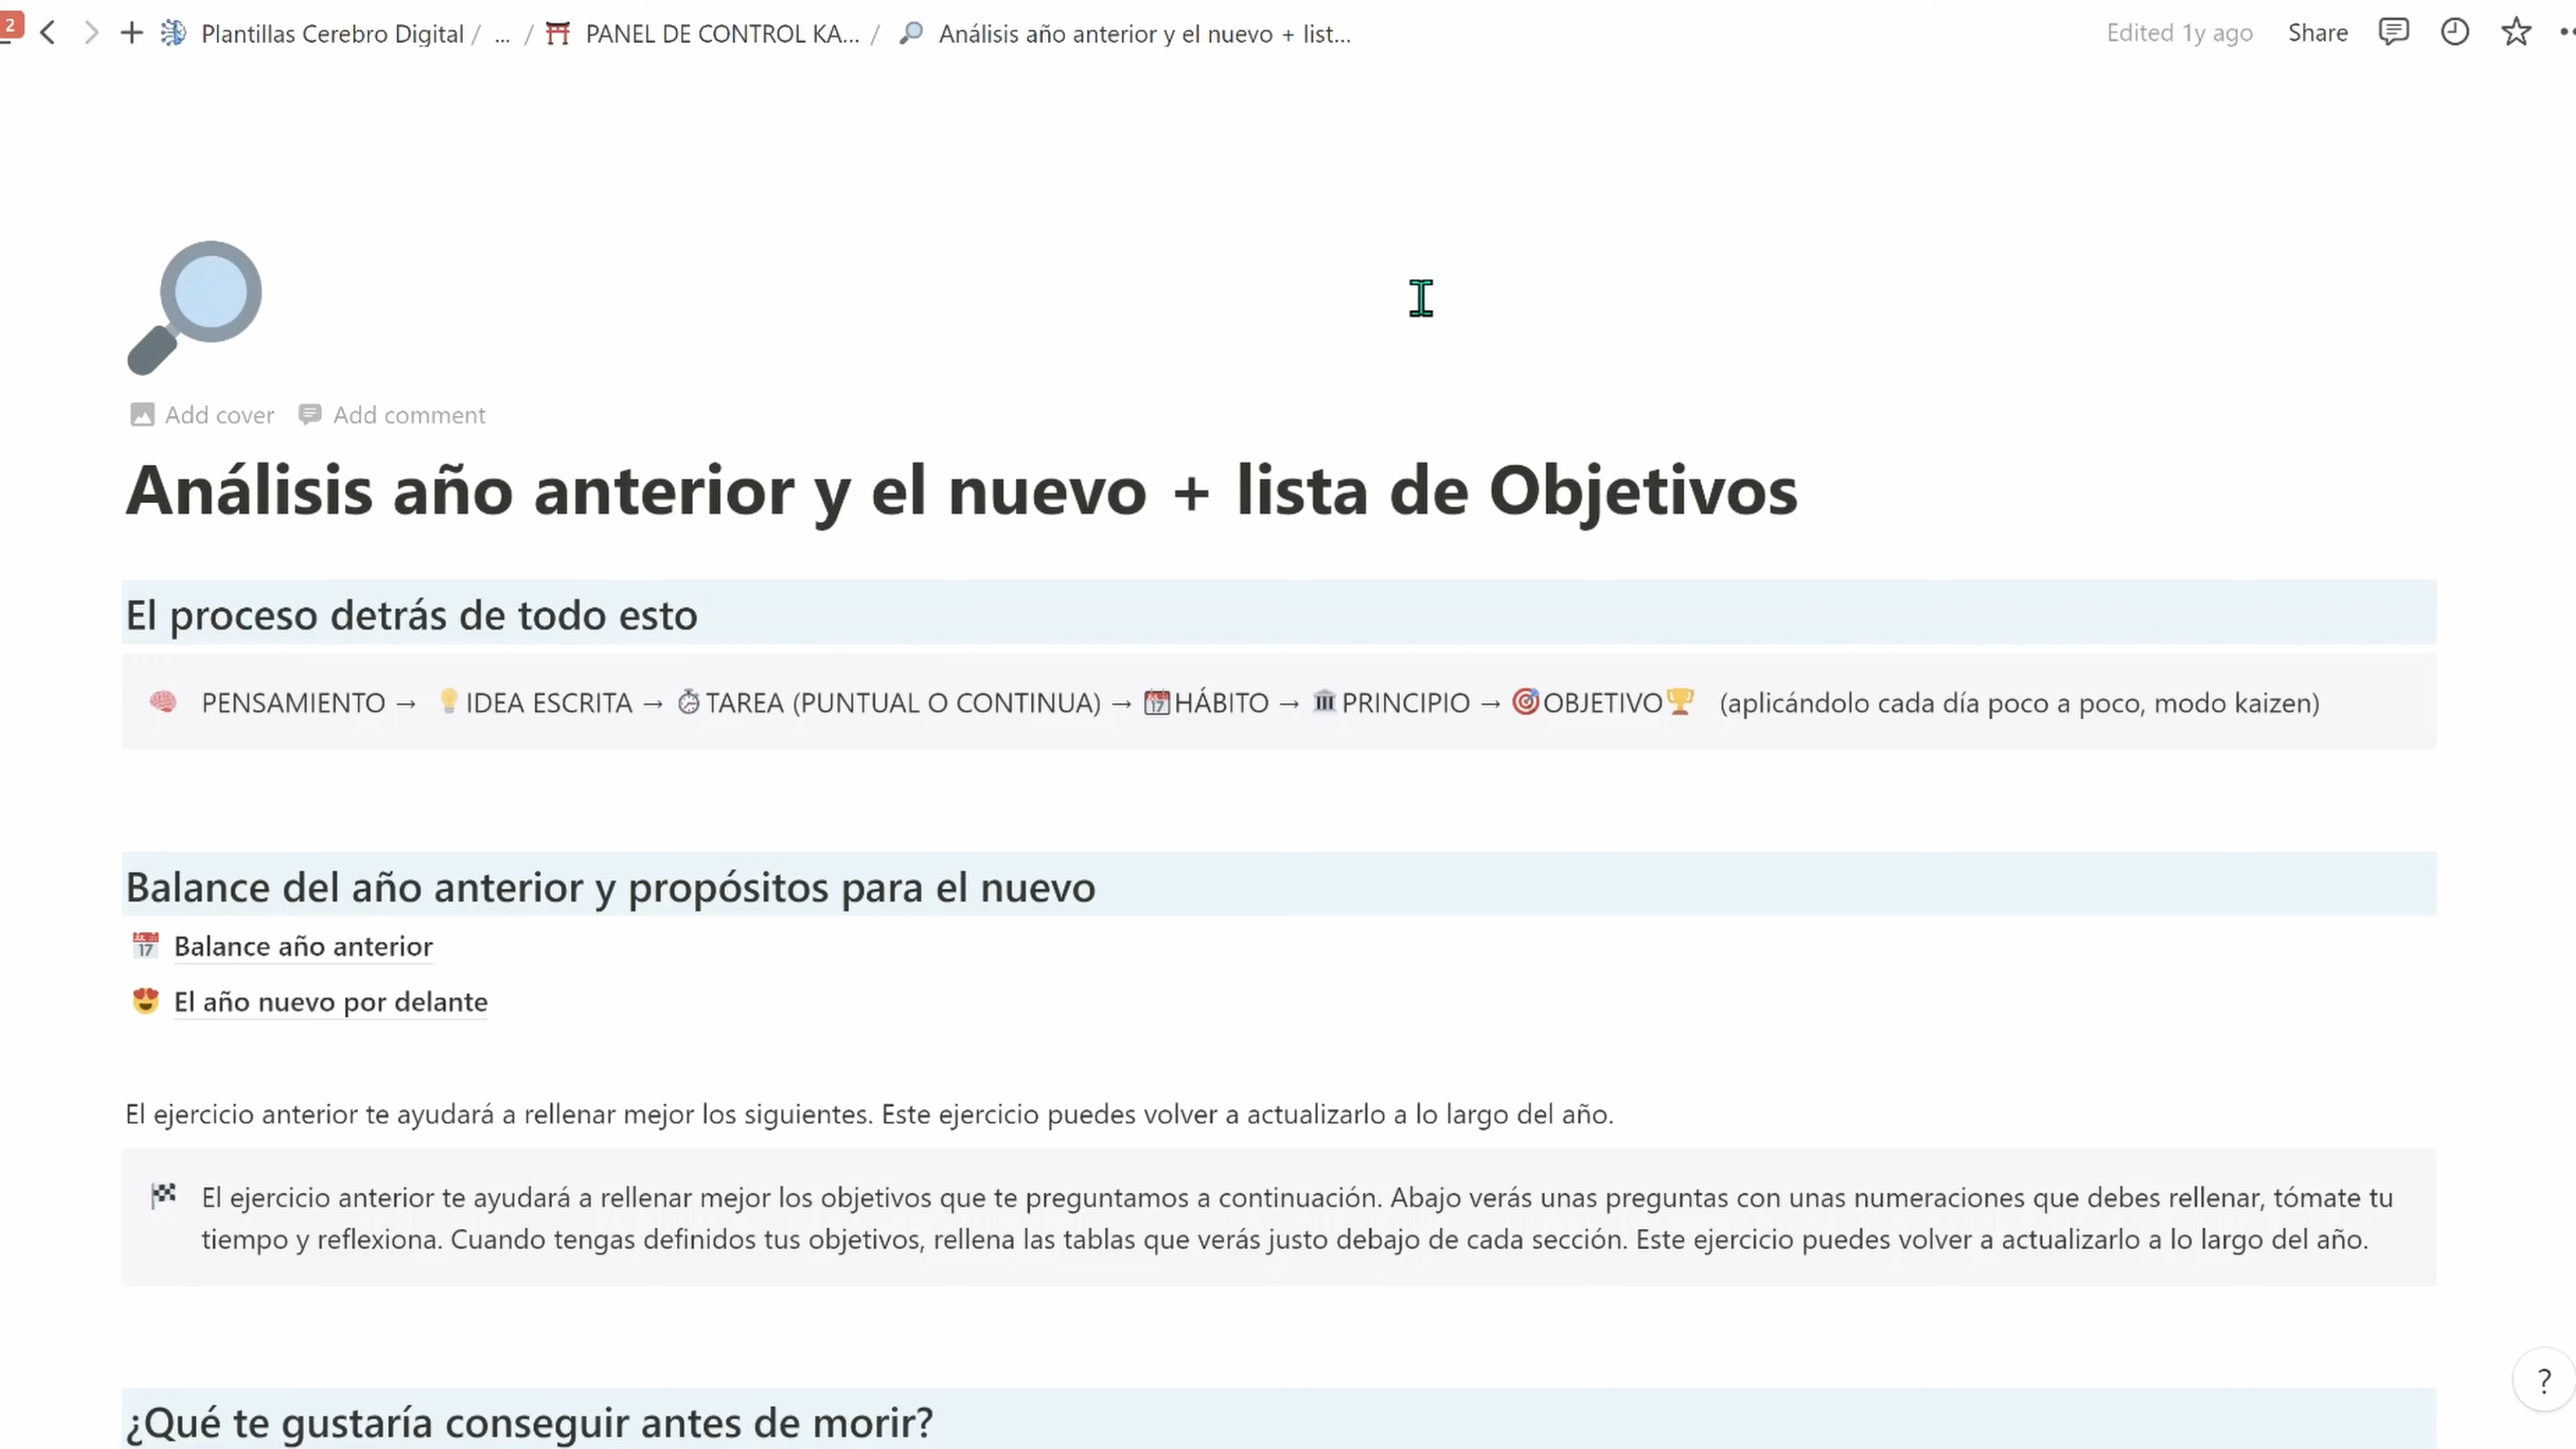 2
Plantillas Cerebro Digital / ... / PANEL DE CONTROL KA... / Análisis año anterior y el nuevo + list...
Edited 1y ago Share
Add cover Add comment
Análisis año anterior y el nuevo + lista de Objetivos
El proceso detrás de todo esto
PENSAMIENTO → IDEA ESCRITA → TAREA (PUNTUAL O CONTINUA) → HÁBITO → PRINCIPIO → OBJETIVO (aplicándolo cada día poco a poco, modo kaizen)
Balance del año anterior y propósitos para el nuevo
Balance año anterior
El año nuevo por delante
El ejercicio anterior te ayudará a rellenar mejor los siguientes. Este ejercicio puedes volver a actualizarlo a lo largo del año.
El ejercicio anterior te ayudará a rellenar mejor los objetivos que te preguntamos a continuación. Abajo verás unas preguntas con unas numeraciones que debes rellenar, tómate tu
tiempo y reflexiona. Cuando tengas definidos tus objetivos, rellena las tablas que verás justo debajo de cada sección. Este ejercicio puedes volver a actualizarlo a lo largo del año.
?
¿Qué te gustaría conseguir antes de morir?